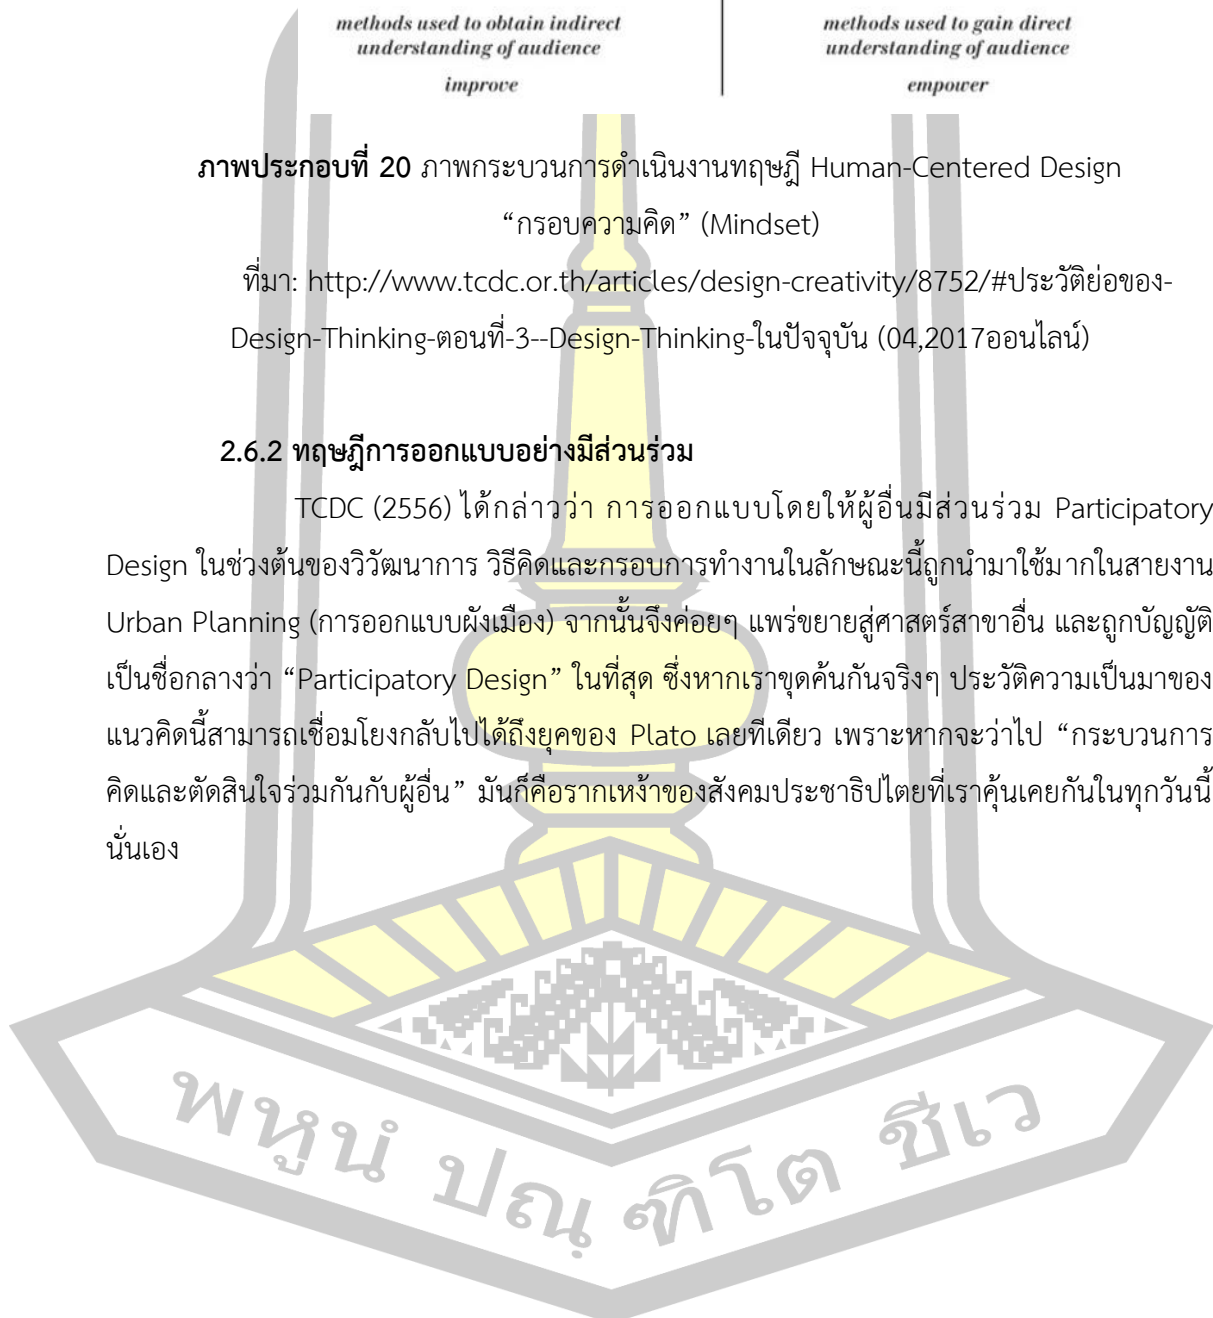 methods used to obtain indirect
understanding of audience
improve
methods used to gain direct
understanding of audience
empower
ภาพประกอบที่ 20 ภาพกระบวนการดำเนินงานทฤษฎี Human-Centered Design
“กรอบความคิด” (Mindset)
ที่มา: http://www.tcdc.or.th/articles/design-creativity/8752/#ประวัติย่อของ-
Design-Thinking-ตอนที่-3--Design-Thinking-ในปัจจุบัน (04,2017ออนไลน์)
2.6.2 ทฤษฎีการออกแบบอย่างมีส่วนร่วม
TCDC (2556) ได้กล่าวว่า การออกแบบโดยให้ผู้อื่นมีส่วนร่วม Participatory
Design ในช่วงต้นของวิวัฒนาการ วิธีคิดและกรอบการทำงานในลักษณะนี้ถูกนำมาใช้มากในสายงาน
Urban Planning (การออกแบบผังเมือง) จากนั้นจึงค่อยๆ แพร่ขยายสู่ศาสตร์สาขาอื่น และถูกบัญญัติ
เป็นชื่อกลางว่า “Participatory Design” ในที่สุด ซึ่งหากเราขุดค้นกันจริงๆ ประวัติความเป็นมาของ
แนวคิดนี้สามารถเชื่อมโยงกลับไปได้ถึงยุคของ Plato เลยทีเดียว เพราะหากจะว่าไป “กระบวนการ
คิดและตัดสินใจร่วมกันกับผู้อื่น” มันก็คือรากเหง้าของสังคมประชาธิปไตยที่เราคุ้นเคยกันในทุกวันนี้
นั่นเอง
พหูนํ ปณฺ ฑิโต ชีเว